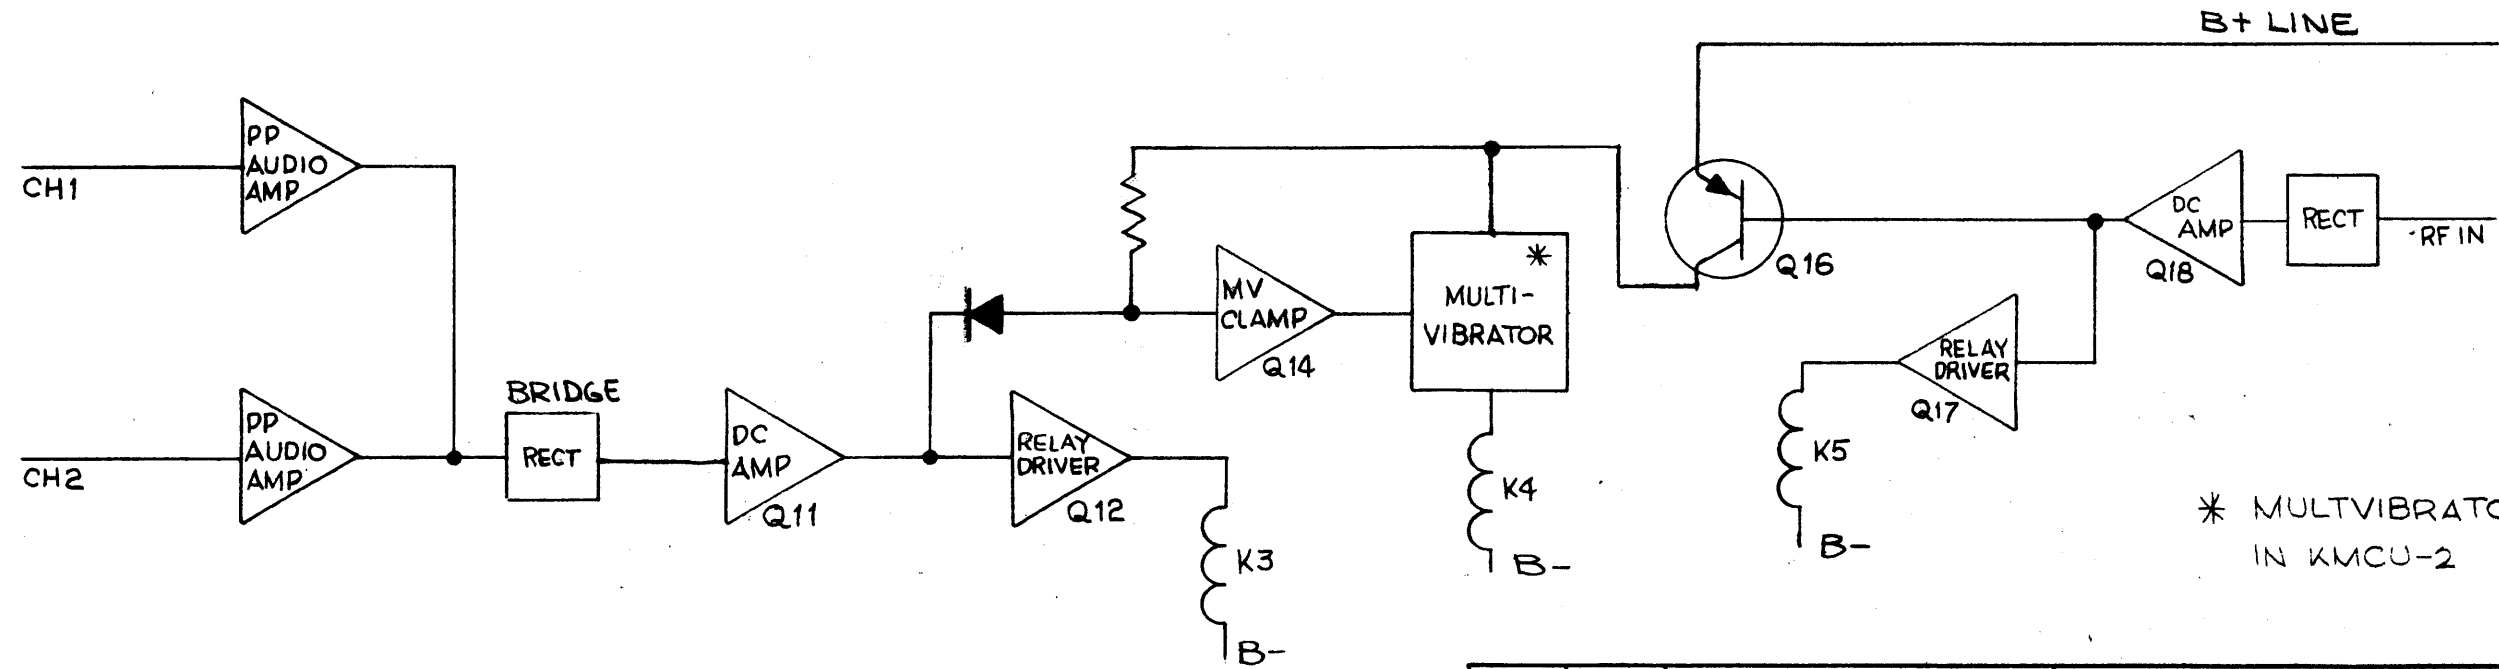 B+ LINE
PP
AUDIO
AMP
CH1
PP
AUDIO
AMP
CH2
BRIDGE
RECT
DC
AMP
Q11
RELAY
DRIVER
Q12
K3
B-
MV
CLAMP
Q14
*
MULTI-
VIBRATOR
K4
B-
Q16
DC
AMP
Q18
RECT
RF IN
RELAY
DRIVER
Q17
K5
B-
* MULTVIBRATO
IN KMCU-2